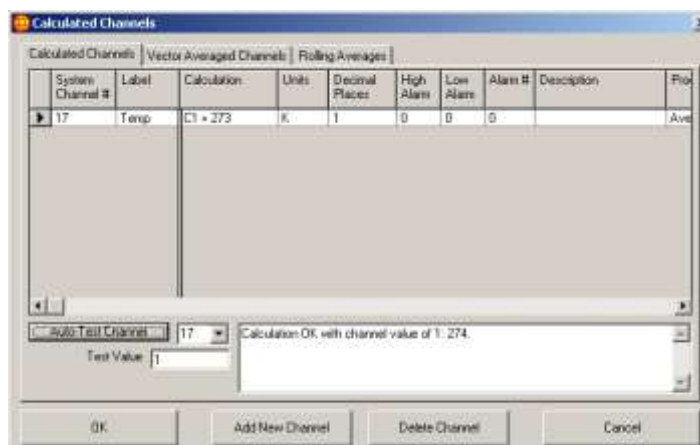 Calculated Channels
Calculated Channels Vector Averaged Channels Rolling Averages
System Channel # Label Calculation Units Decimal Places High Alarm Low Alarm Alarm # Description
17 Temp C1 + 273 K 1 0 0 0 Ave
Auto Test Channel 17 Calculation OK with channel value of 1: 274.
Test Value 1
OK Add New Channel Delete Channel Cancel